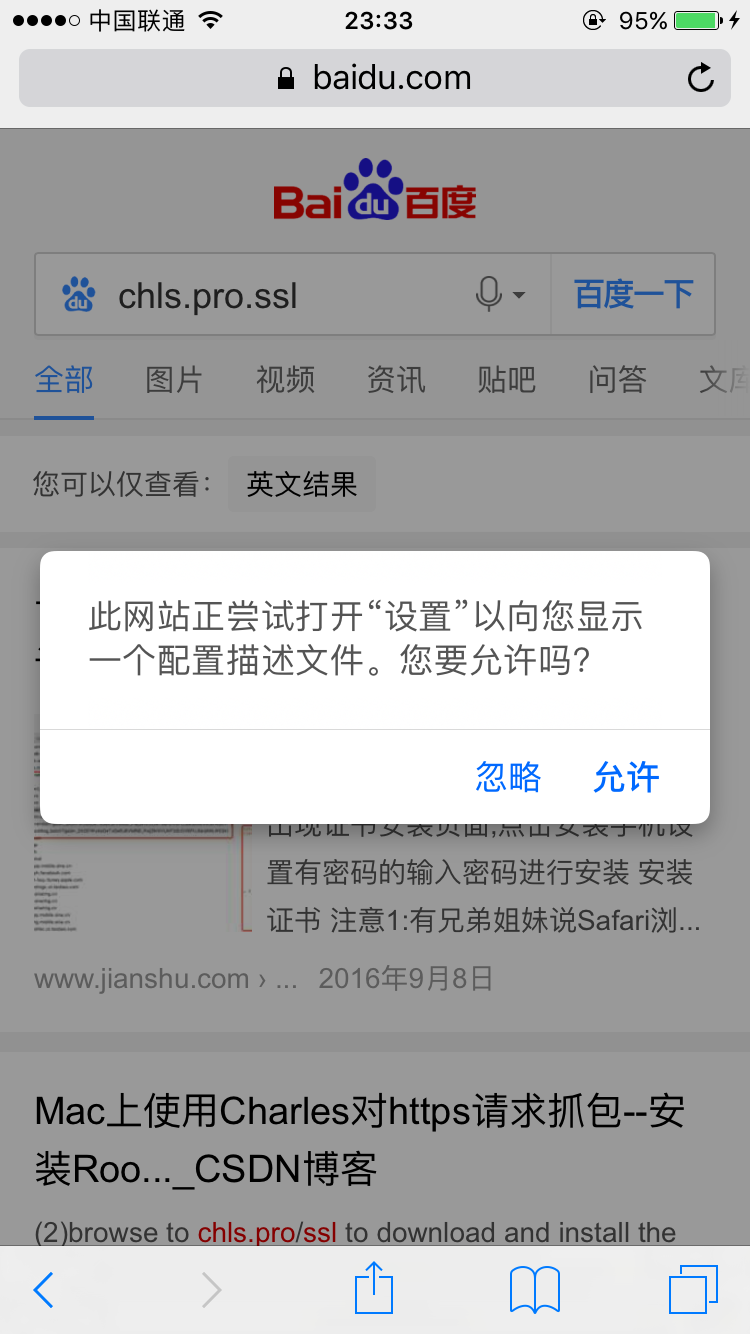 中国联通 23:33 95%
baidu.com
Bai du 百度
du chls.pro.ssl 百度一下
全部 图片 视频 资讯 贴吧 问答 文库
您可以仅查看: 英文结果
此网站正尝试打开“设置”以向您显示
一个配置描述文件。您要允许吗?
忽略 允许
出现证书安装页面,点击安装手机设
置有密码的输入密码进行安装 安装
证书 注意1:有兄弟姐妹说Safari浏...
www.jianshu.com › ... 2016年9月8日
Mac上使用Charles对https请求抓包--安
装Roo..._CSDN博客
(2)browse to chls.pro/ssl to download and install the